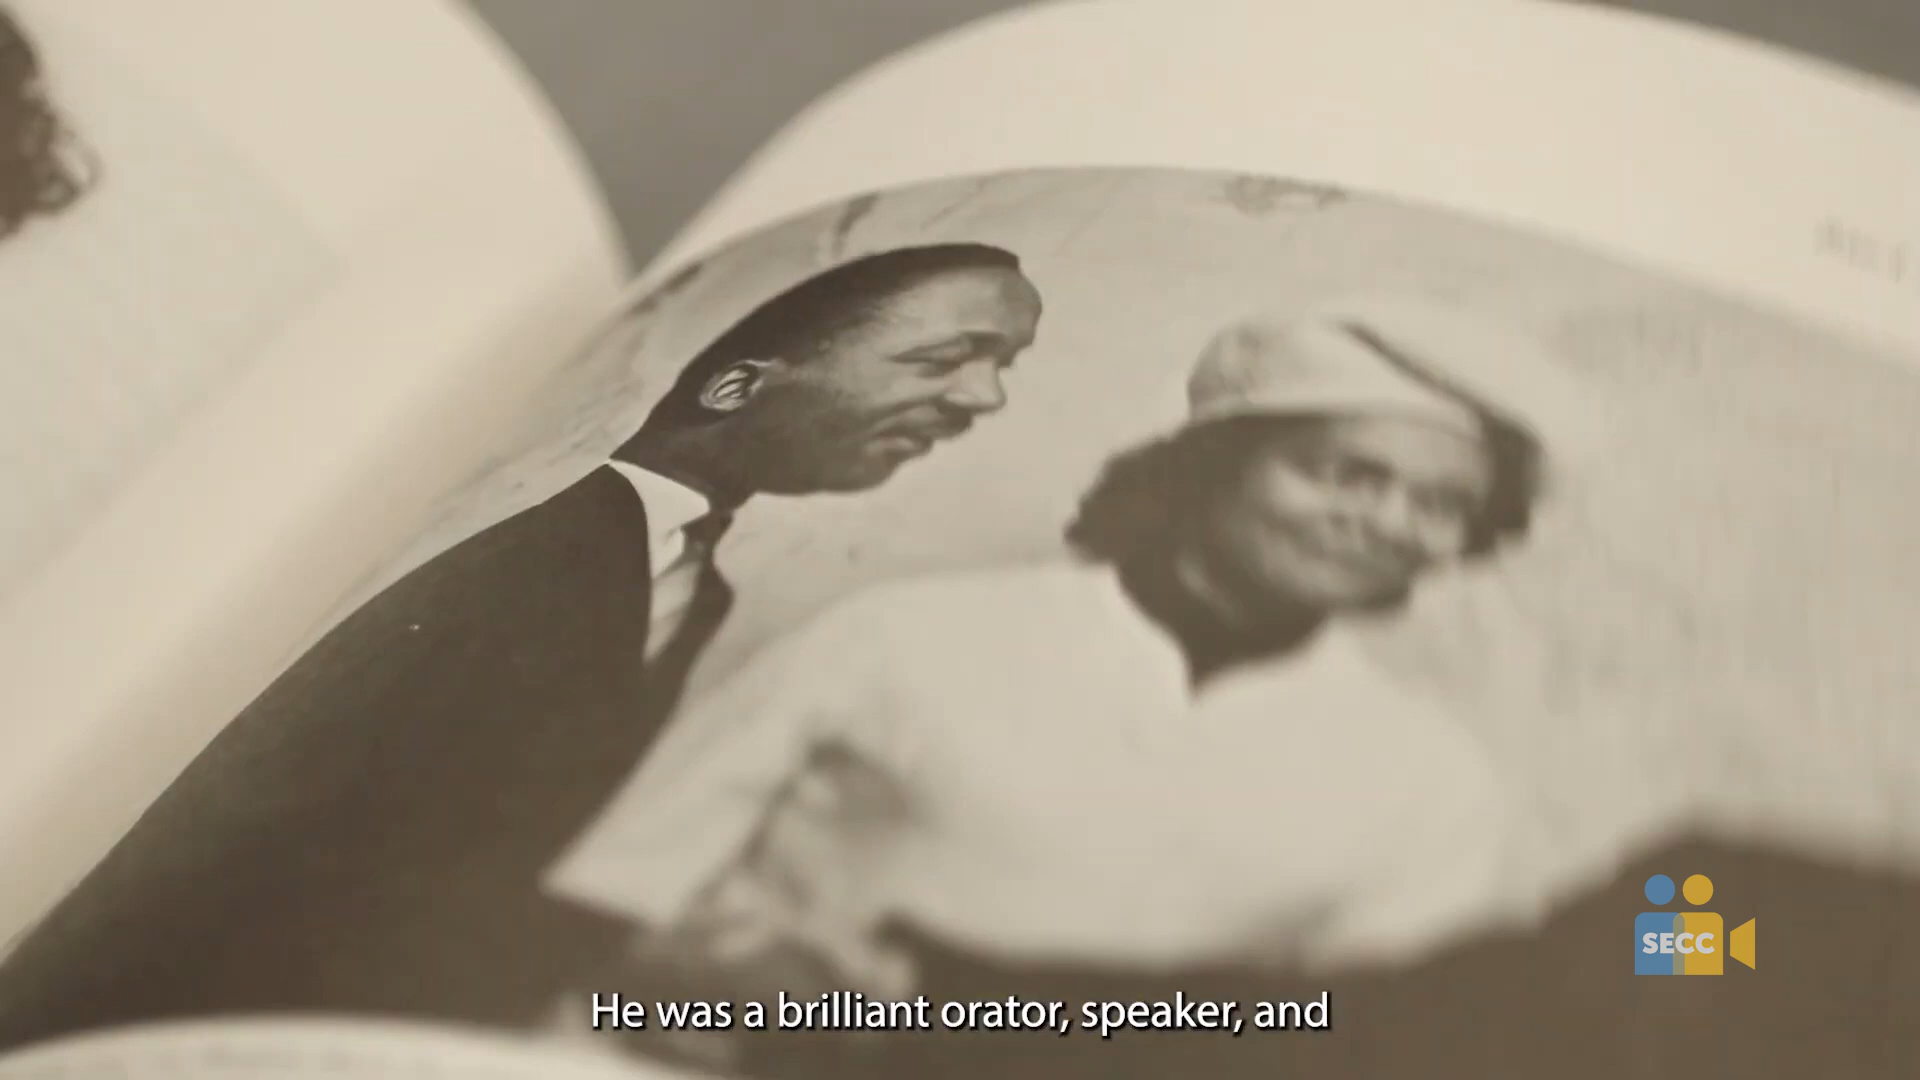 SECC
He was a brilliant orator, speaker, and